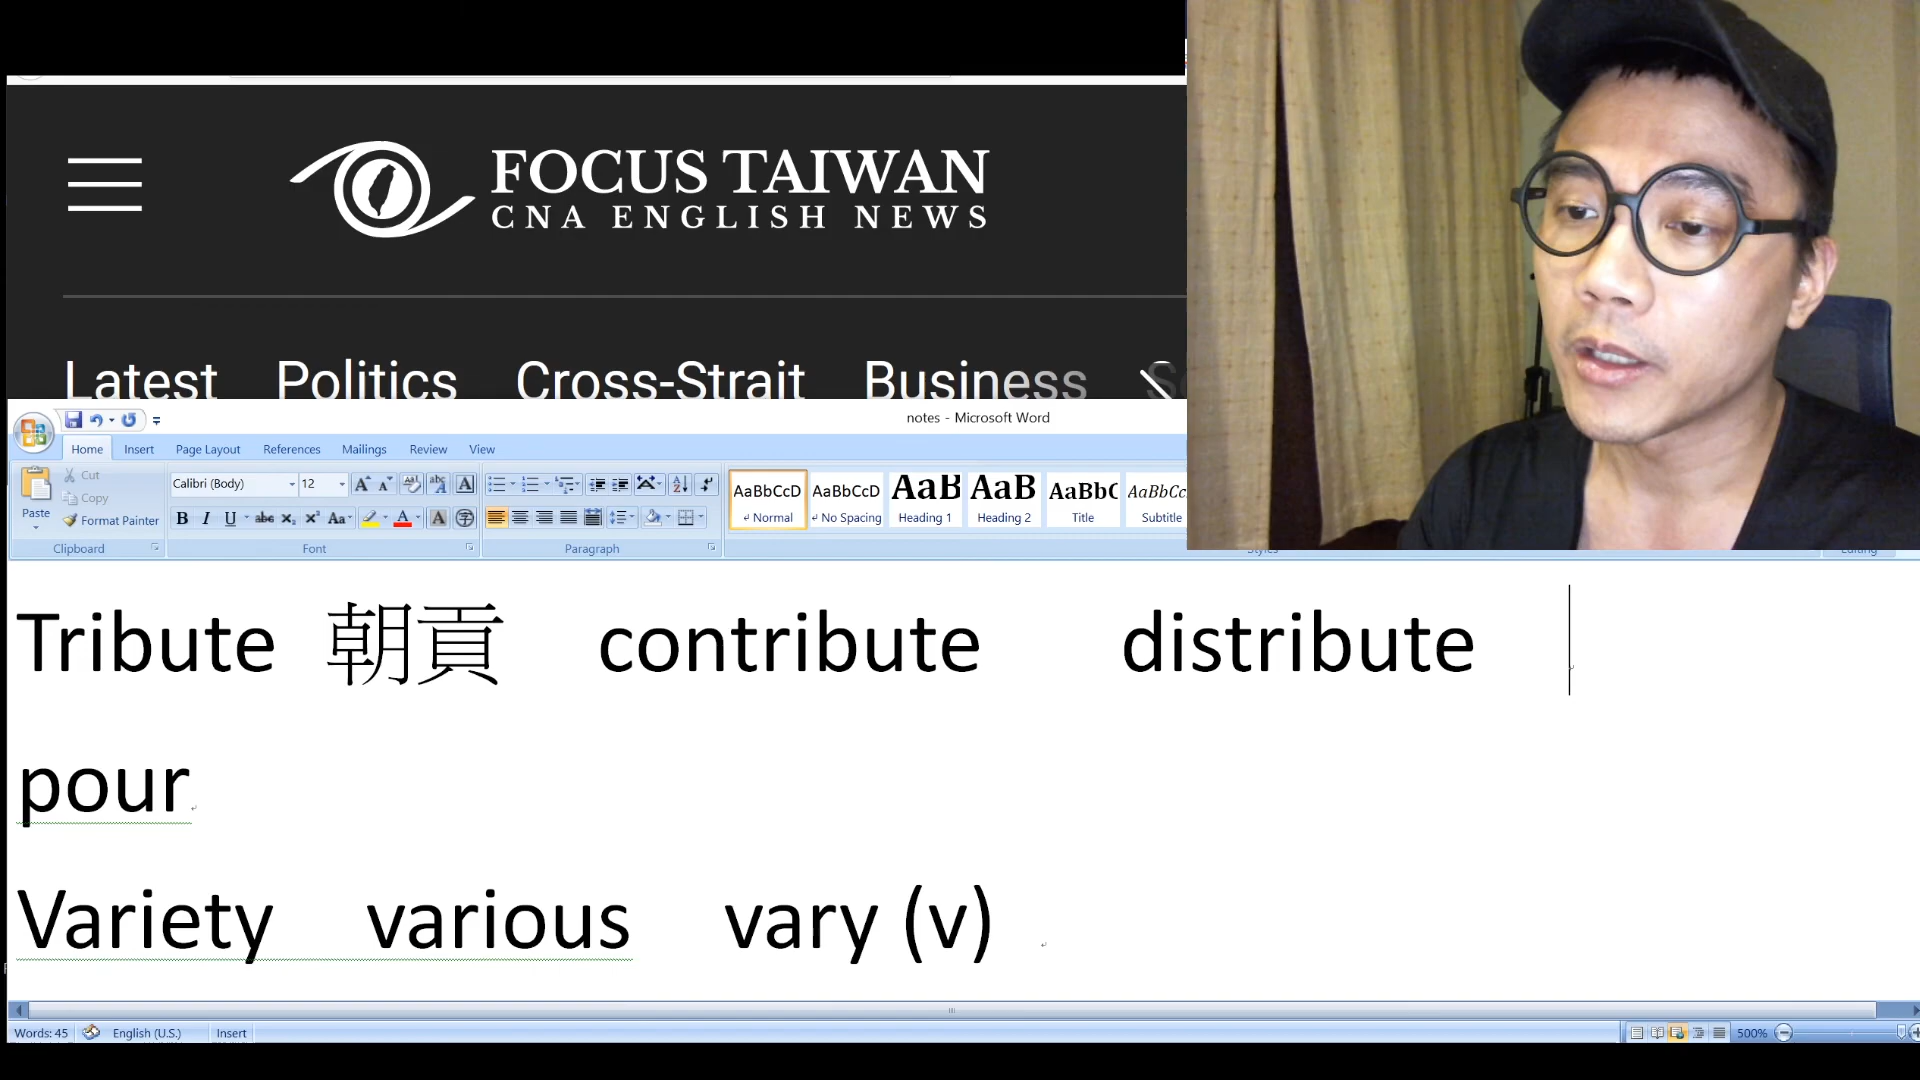 FOCUS TAIWAN
CNA ENGLISH NEWS
Latest Politics Cross-Strait Business
notes - Microsoft Word
Home Insert Page Layout References Mailings Review View
Cut
Copy
Paste Format Painter
Calibri (Body) 12
AaBbCcD AaBbCcD AaB AaB AaBbC AaBbCc
Normal No Spacing Heading 1 Heading 2 Title Subtitle
Clipboard Font Paragraph Styles Editing
Tribute 朝貢 contribute distribute
pour
Variety various vary (v)
Words: 45 English (U.S.) Insert 500%